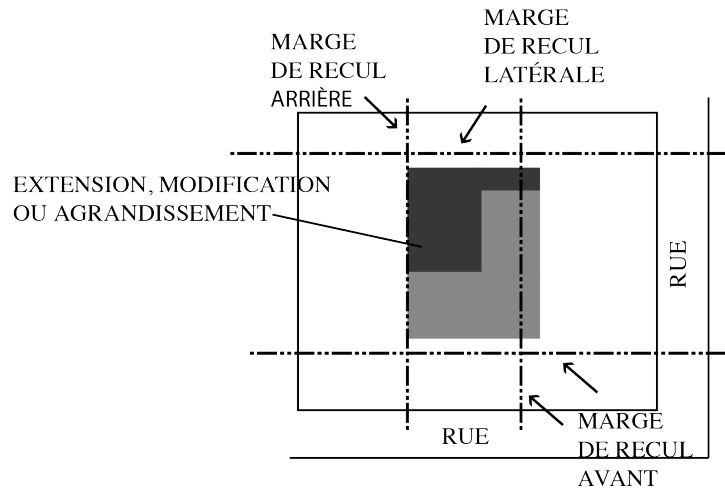 MARGE
DE RECUL
ARRIÈRE
MARGE
DE RECUL
LATÉRALE
EXTENSION, MODIFICATION
OU AGRANDISSEMENT
RUE
RUE
MARGE
DE RECUL
AVANT